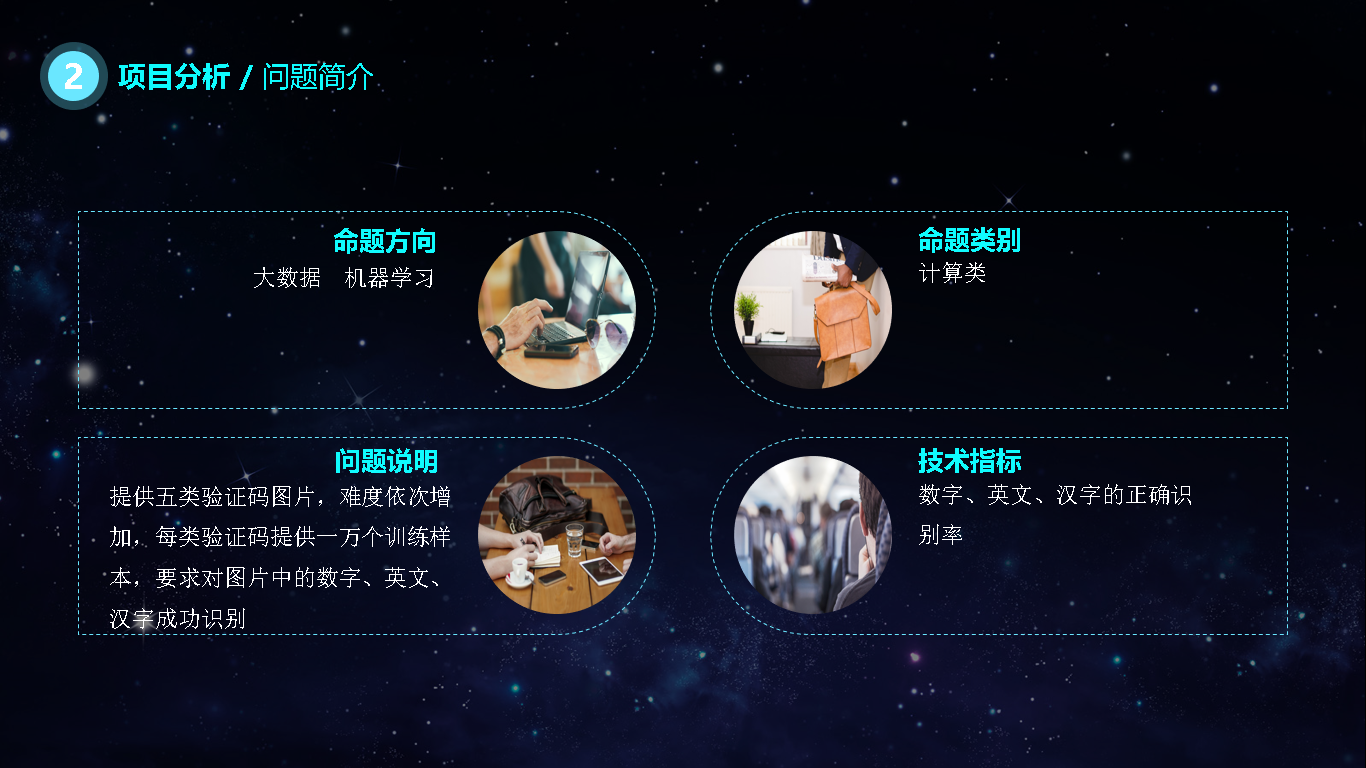 2
项目分析 / 问题简介
命题方向
大数据　机器学习
命题类别
计算类
问题说明
提供五类验证码图片，难度依次增
加，每类验证码提供一万个训练样
本，要求对图片中的数字、英文、
汉字成功识别
技术指标
数字、英文、汉字的正确识
别率